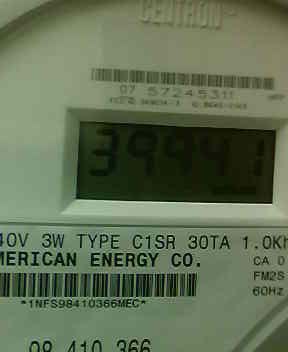 CENTRON
07 57245311
39941
40V 3W TYPE C1SR 30TA 1.0Kh
MERICAN ENERGY CO.
CA 0
FM2S
60Hz
*1NFS98410366MEC*
98 410 366